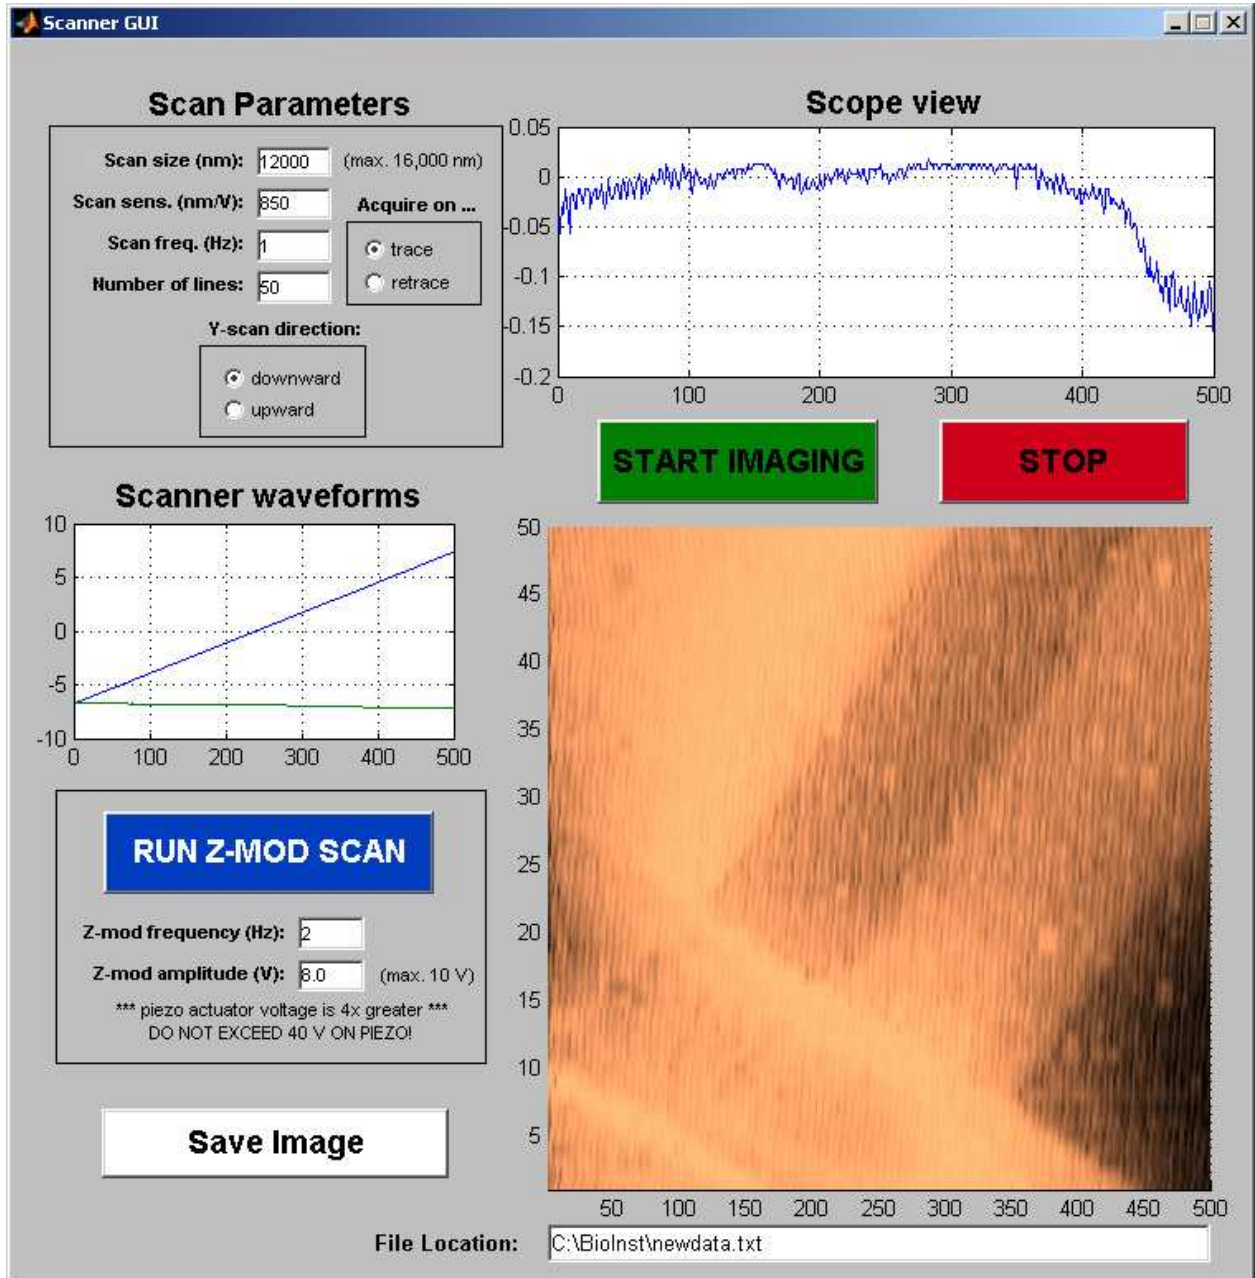 Scanner GUI
Scan Parameters
Scan size (nm): 12000 (max. 16,000 nm)
Scan sens. (nm/V): 850
Acquire on ...
Scan freq. (Hz): 1
trace
Number of lines: 50
retrace
Y-scan direction:
downward
upward
Scope view
0.05
0
-0.05
-0.1
-0.15
-0.2
0 100 200 300 400 500
START IMAGING STOP
Scanner waveforms
10
5
0
-5
-10
0 100 200 300 400 500
RUN Z-MOD SCAN
Z-mod frequency (Hz): 2
Z-mod amplitude (V): 8.0 (max. 10 V)
*** piezo actuator voltage is 4x greater ***
DO NOT EXCEED 40 V ON PIEZO!
Save Image
50
45
40
35
30
25
20
15
10
5
50 100 150 200 250 300 350 400 450 500
File Location: C:\BioInst\newdata.txt